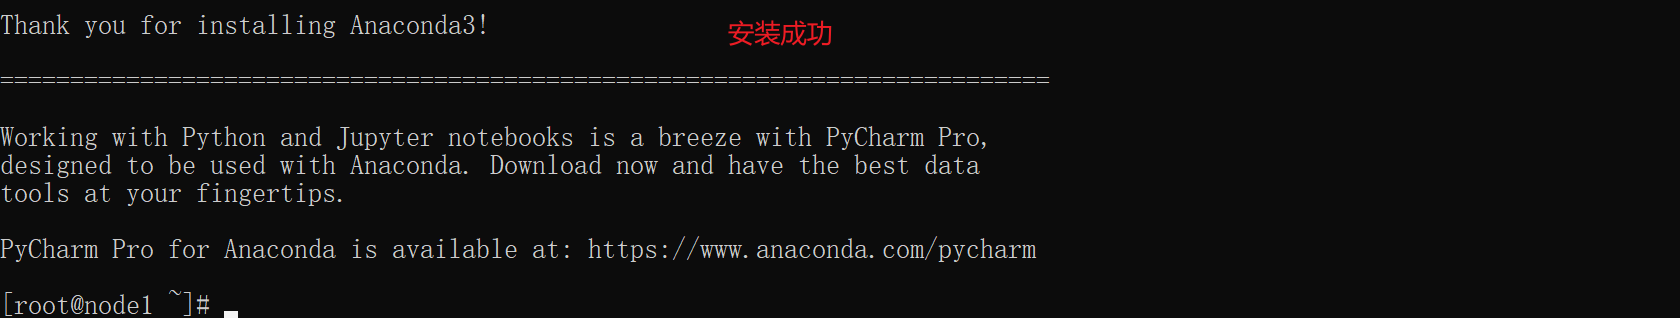 Thank you for installing Anaconda3!
安装成功
===========================================================================
Working with Python and Jupyter notebooks is a breeze with PyCharm Pro,
designed to be used with Anaconda. Download now and have the best data
tools at your fingertips.
PyCharm Pro for Anaconda is available at: https://www.anaconda.com/pycharm
[root@node1 ~]#